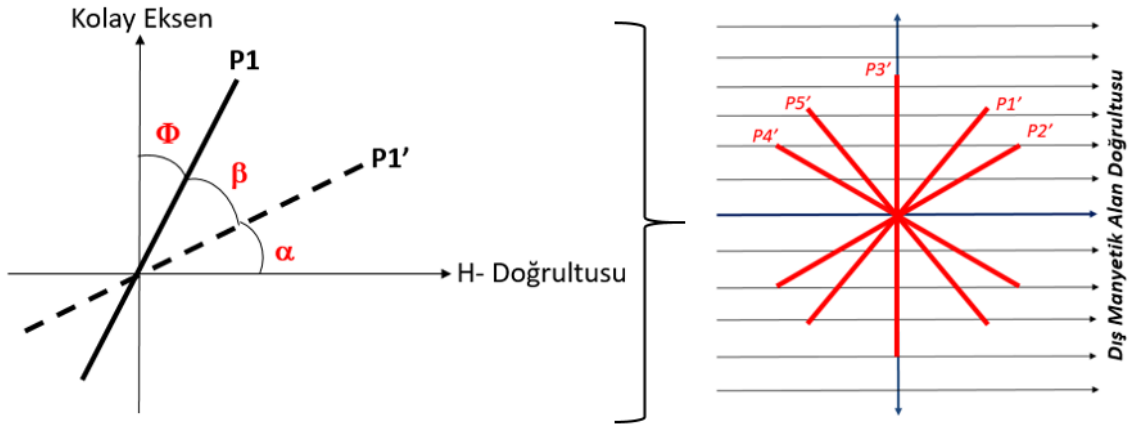 Kolay Eksen
P1
Φ
β
P1’
α
H- Doğrultusu
P3’
P5’
P1’
P4’
P2’
Dış Manyetik Alan Doğrultusu